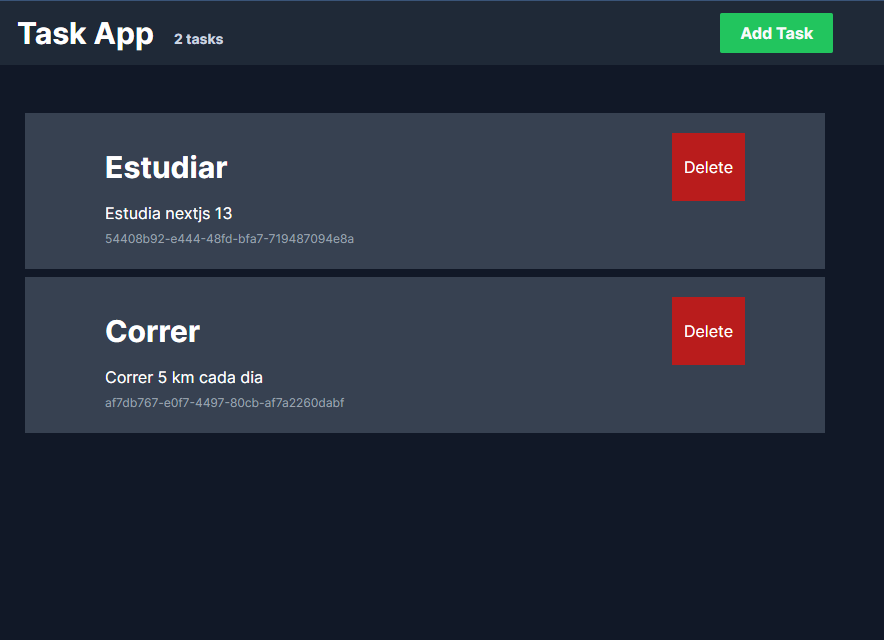 Task App 2 tasks Add Task
Estudiar
Delete
Estudia nextjs 13
54408b92-e444-48fd-bfa7-719487094e8a
Correr
Delete
Correr 5 km cada dia
af7db767-e0f7-4497-80cb-af7a2260dabf